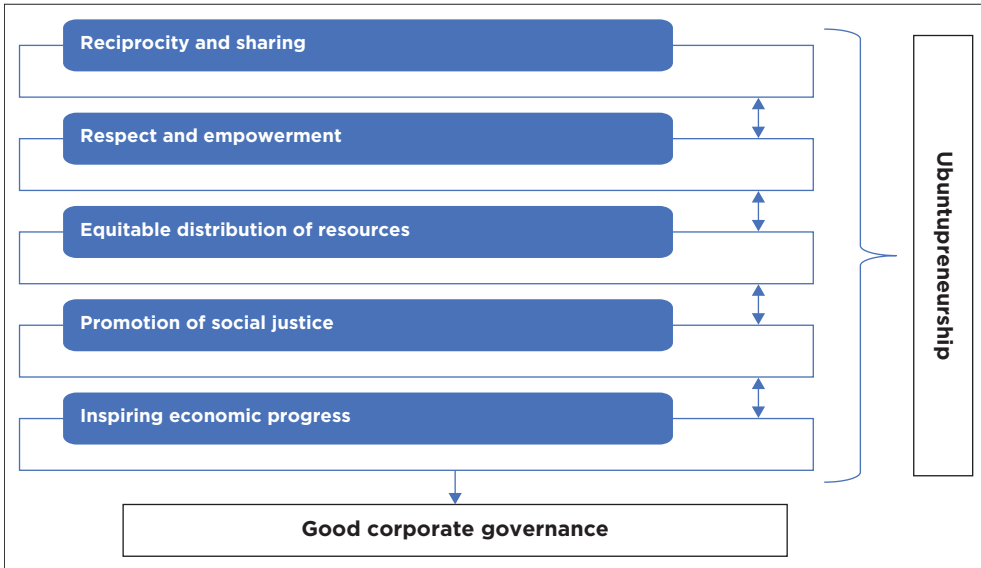 Reciprocity and sharing
Respect and empowerment
Equitable distribution of resources
Promotion of social justice
Inspiring economic progress
Ubuntupreneurship
Good corporate governance